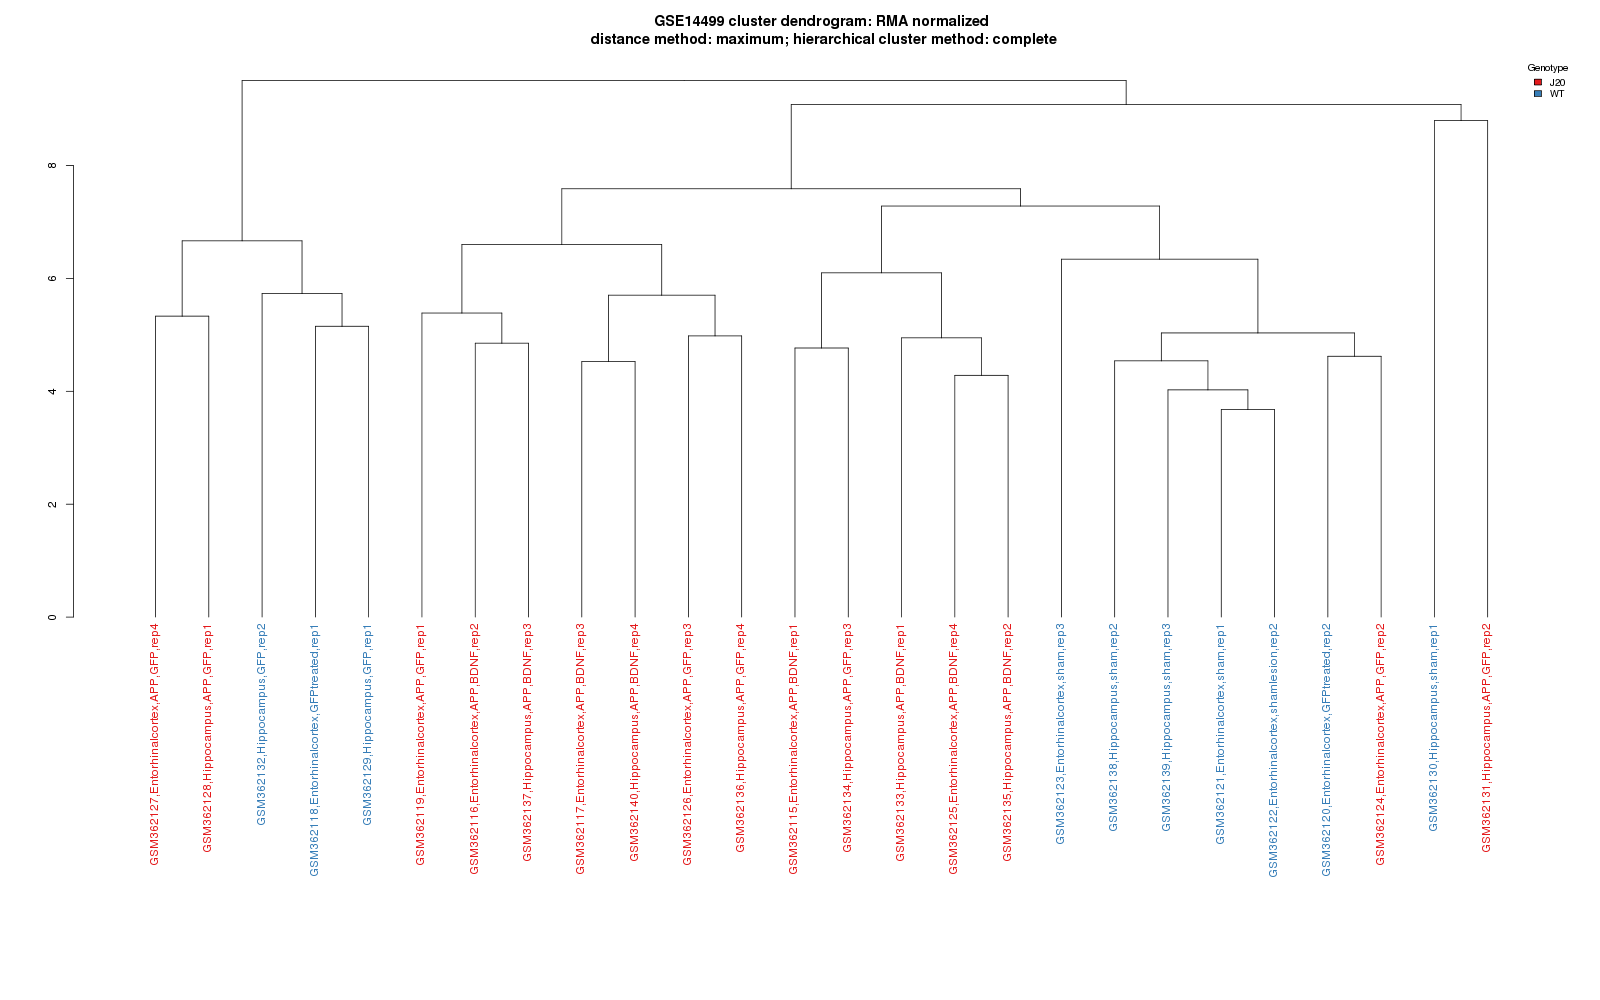 GSE14499 cluster dendrogram: RMA normalized
distance method: maximum; hierarchical cluster method: complete
Genotype
J20
WT
8
6
4
2
0
GSM362127,Entorhinalcortex,APP,GFP,rep4
GSM362128,Hippocampus,APP,GFP,rep1
GSM362132,Hippocampus,GFP,rep2
GSM362118,Entorhinalcortex,GFPtreated,rep1
GSM362129,Hippocampus,GFP,rep1
GSM362119,Entorhinalcortex,APP,GFP,rep1
GSM362116,Entorhinalcortex,APP,BDNF,rep2
GSM362137,Hippocampus,APP,BDNF,rep3
GSM362117,Entorhinalcortex,APP,BDNF,rep3
GSM362140,Hippocampus,APP,BDNF,rep4
GSM362126,Entorhinalcortex,APP,GFP,rep3
GSM362136,Hippocampus,APP,GFP,rep4
GSM362115,Entorhinalcortex,APP,BDNF,rep1
GSM362134,Hippocampus,APP,GFP,rep3
GSM362133,Hippocampus,APP,BDNF,rep1
GSM362125,Entorhinalcortex,APP,BDNF,rep4
GSM362135,Hippocampus,APP,BDNF,rep2
GSM362123,Entorhinalcortex,sham,rep3
GSM362138,Hippocampus,sham,rep2
GSM362139,Hippocampus,sham,rep3
GSM362121,Entorhinalcortex,sham,rep1
GSM362122,Entorhinalcortex,shamlesion,rep2
GSM362120,Entorhinalcortex,GFPtreated,rep2
GSM362124,Entorhinalcortex,APP,GFP,rep2
GSM362130,Hippocampus,sham,rep1
GSM362131,Hippocampus,APP,GFP,rep2